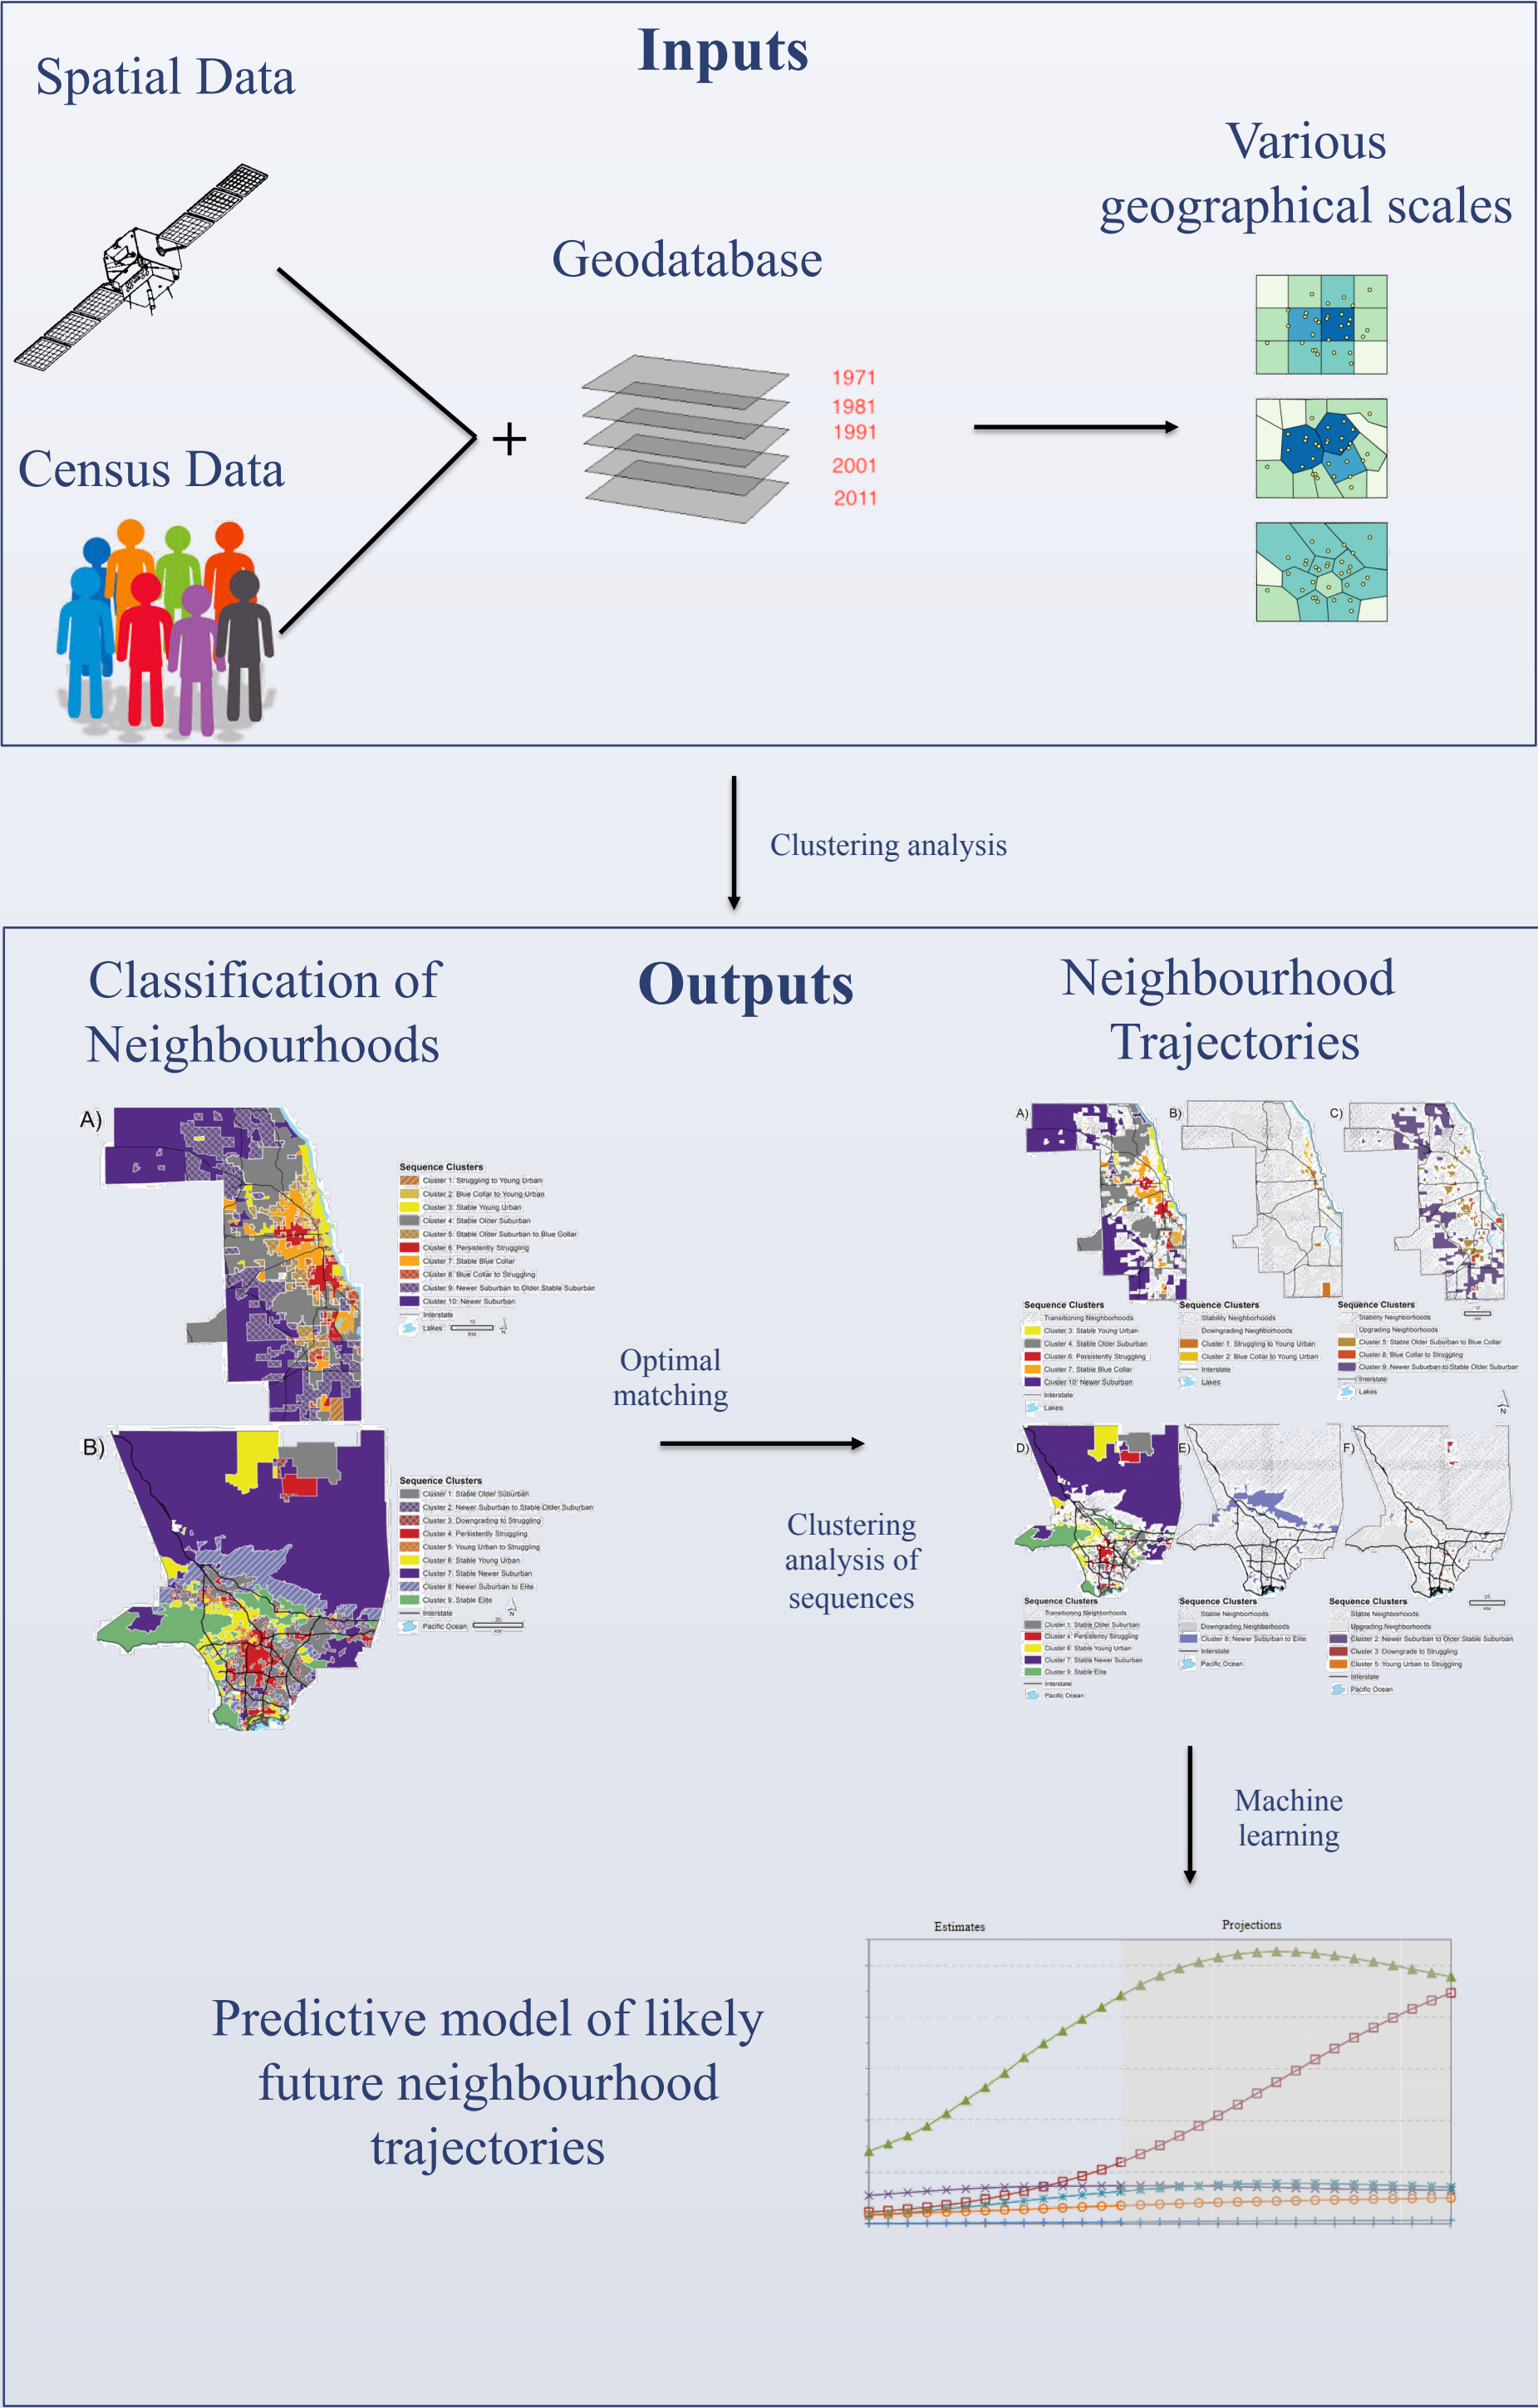 Inputs
Spatial Data
Various
geographical scales
Geodatabase
1971
1981
1991
2001
2011
+
Census Data
Clustering analysis
Outputs
Classification of
Neighbourhoods
Neighbourhood
Trajectories
A)
Sequence Clusters
Cluster 1: Struggling to Young Urban
Cluster 2: Blue Collar to Young Urban
Cluster 3: Stable Young Urban
Cluster 4: Stable Older Suburban
Cluster 5: Stable Older Suburban to Blue Collar
Cluster 6: Persistently Struggling
Cluster 7: Stable Blue Collar
Cluster 8: Blue Collar to Struggling
Cluster 9: Newer Suburban to Older Stable Suburban
Cluster 10: Newer Suburban
Interstate
Lakes
10
KM
N
B)
Sequence Clusters
Cluster 1: Stable Older Suburban
Cluster 2: Newer Suburban to Stable Older Suburban
Cluster 3: Downgrading to Struggling
Cluster 4: Persistently Struggling
Cluster 5: Young Urban to Struggling
Cluster 6: Stable Young Urban
Cluster 7: Stable Newer Suburban
Cluster 8: Newer Suburban to Elite
Cluster 9: Stable Elite
Interstate
Pacific Ocean
KM
N
Optimal
matching
Clustering
analysis of
sequences
A)
B)
C)
Sequence Clusters
Transitioning Neighborhoods
Cluster 3: Stable Young Urban
Cluster 4: Stable Older Suburban
Cluster 6: Persistently Struggling
Cluster 7: Stable Blue Collar
Cluster 10: Newer Suburban
Interstate
Lakes
Sequence Clusters
Stability Neighborhoods
Downgrading Neighborhoods
Cluster 1: Struggling to Young Urban
Cluster 2: Blue Collar to Young Urban
Interstate
Lakes
Sequence Clusters
Stability Neighborhoods
Upgrading Neighborhoods
Cluster 5: Stable Older Suburban to Blue Collar
Cluster 8: Blue Collar to Struggling
Cluster 9: Newer Suburban to Stable Older Suburban
Interstate
Lakes
KM
N
D)
E)
F)
Sequence Clusters
Transitioning Neighborhoods
Cluster 1: Stable Older Suburban
Cluster 4: Persistenty Struggling
Cluster 6: Stable Young Urban
Cluster 7: Stable Newer Suburban
Cluster 9: Stable Elite
Interstate
Pacific Ocean
Sequence Clusters
Stable Neighborhoods
Downgrading Neighborhoods
Cluster 8: Newer Suburban to Elite
Interstate
Pacific Ocean
Sequence Clusters
Stable Neighborhoods
Upgrading Neighborhoods
Cluster 2: Newer Suburban to Older Stable Suburban
Cluster 3: Downgrade to Struggling
Cluster 5: Young Urban to Struggling
Interstate
Pacific Ocean
KM
Machine
learning
Estimates
Projections
Predictive model of likely
future neighbourhood
trajectories